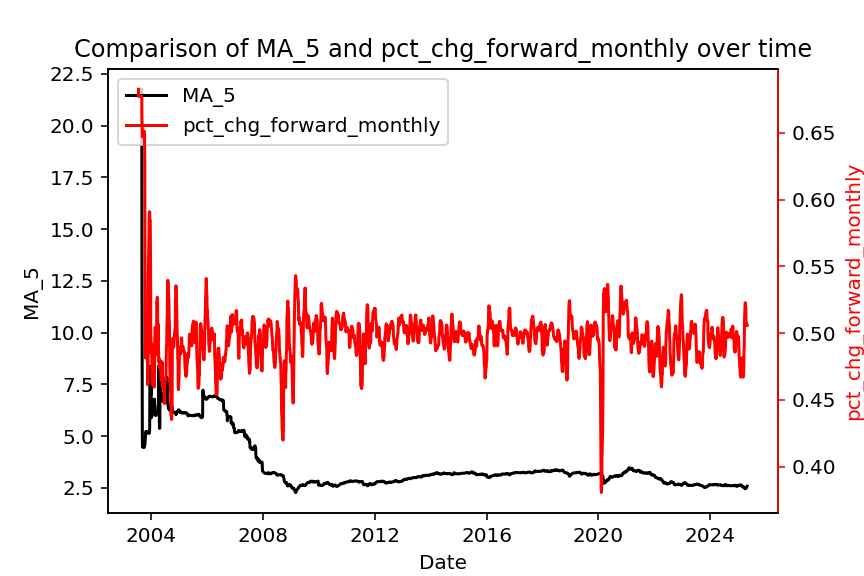 Comparison of MA_5 and pct_chg_forward_monthly over time
MA_5
pct_chg_forward_monthly
22.5
20.0
17.5
15.0
12.5
10.0
7.5
5.0
2.5
MA_5
0.65
0.60
0.55
0.50
0.45
0.40
pct_chg_forward_monthly
2004 2008 2012 2016 2020 2024
Date